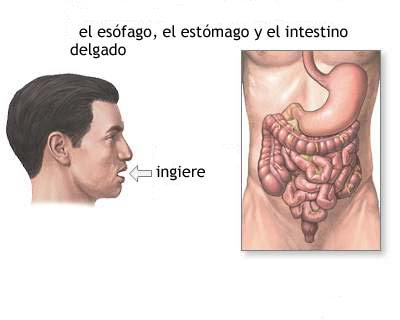 el esófago, el estómago y el intestino
delgado
ingiere